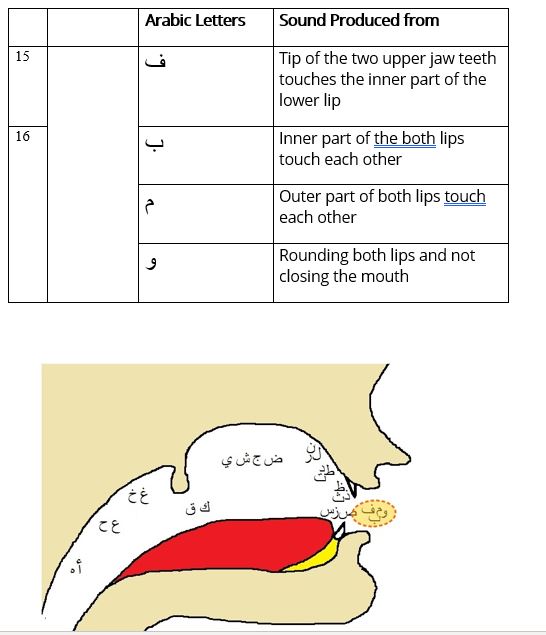 Arabic Letters Sound Produced from
15 ف Tip of the two upper jaw teeth
touches the inner part of the
lower lip
16 ب Inner part of the both lips
touch each other
م Outer part of both lips touch
each other
و Rounding both lips and not
closing the mouth
ض ج ش ي
غ خ
ك ق
ص ز س
ع ح
أ ه